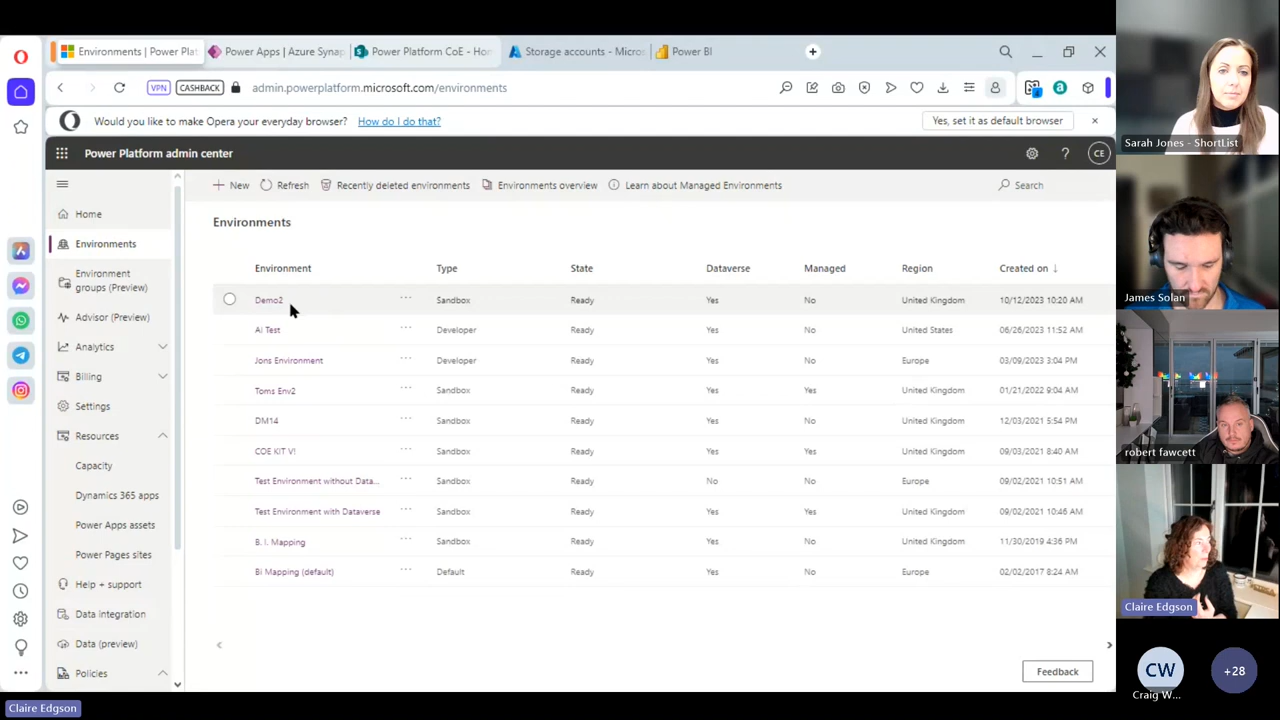 Environments | Power Plat
Power Apps | Azure Synap
Power Platform CoE - Hon
Storage accounts - Micros
Power BI
VPN
CASHBACK
admin.powerplatform.microsoft.com/environments
Would you like to make Opera your everyday browser? How do I do that? Yes, set it as default browser
Power Platform admin center
CE
New Refresh Recently deleted environments Environments overview Learn about Managed Environments Search
Home
Environments
Environment groups (Preview)
Advisor (Preview)
Analytics
Billing
Settings
Resources
Capacity
Dynamics 365 apps
Power Apps assets
Power Pages sites
Help + support
Data integration
Data (preview)
Policies
Environments
Environment Type State Dataverse Managed Region Created on
Demo2 ... Sandbox Ready Yes No United Kingdom 10/12/2023 10:20 AM
AI Test ... Developer Ready Yes No United States 06/26/2023 11:52 AM
Jons Environment ... Developer Ready Yes No Europe 03/09/2023 3:04 PM
Toms Env2 ... Sandbox Ready Yes Yes United Kingdom 01/21/2022 9:04 AM
DM14 ... Sandbox Ready Yes No United Kingdom 12/03/2021 5:54 PM
COE KIT V! ... Sandbox Ready Yes Yes United Kingdom 09/03/2021 8:40 AM
Test Environment without Data... ... Sandbox Ready No No Europe 09/02/2021 10:51 AM
Test Environment with Dataverse ... Sandbox Ready Yes Yes United Kingdom 09/02/2021 10:46 AM
B. I. Mapping ... Sandbox Ready Yes No United Kingdom 11/30/2019 4:36 PM
Bi Mapping (default) ... Default Ready Yes No Europe 02/02/2017 8:24 AM
Feedback
Sarah Jones - ShortList
James Solan
robert fawcett
Claire Edgson
CW
Craig W...
+28
Claire Edgson